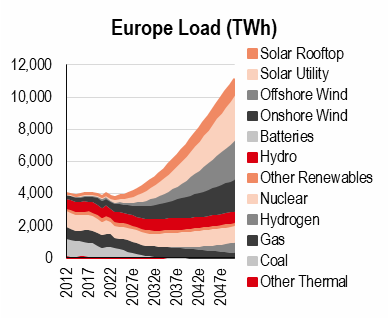 Europe Load (TWh)
12,000
10,000
8,000
6,000
4,000
2,000
0
2012
2017
2022
2027e
2032e
2037e
2042e
2047e
Solar Rooftop
Solar Utility
Offshore Wind
Onshore Wind
Batteries
Hydro
Other Renewables
Nuclear
Hydrogen
Gas
Coal
Other Thermal